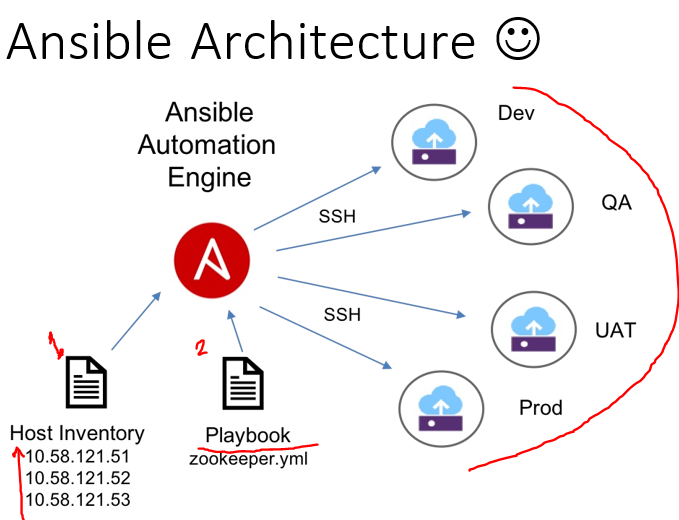 Ansible Architecture ☺
Ansible
Automation
Engine
Dev
SSH
QA
SSH
UAT
Prod
1
Host Inventory
10.58.121.51
10.58.121.52
10.58.121.53
2
Playbook
zookeeper.yml